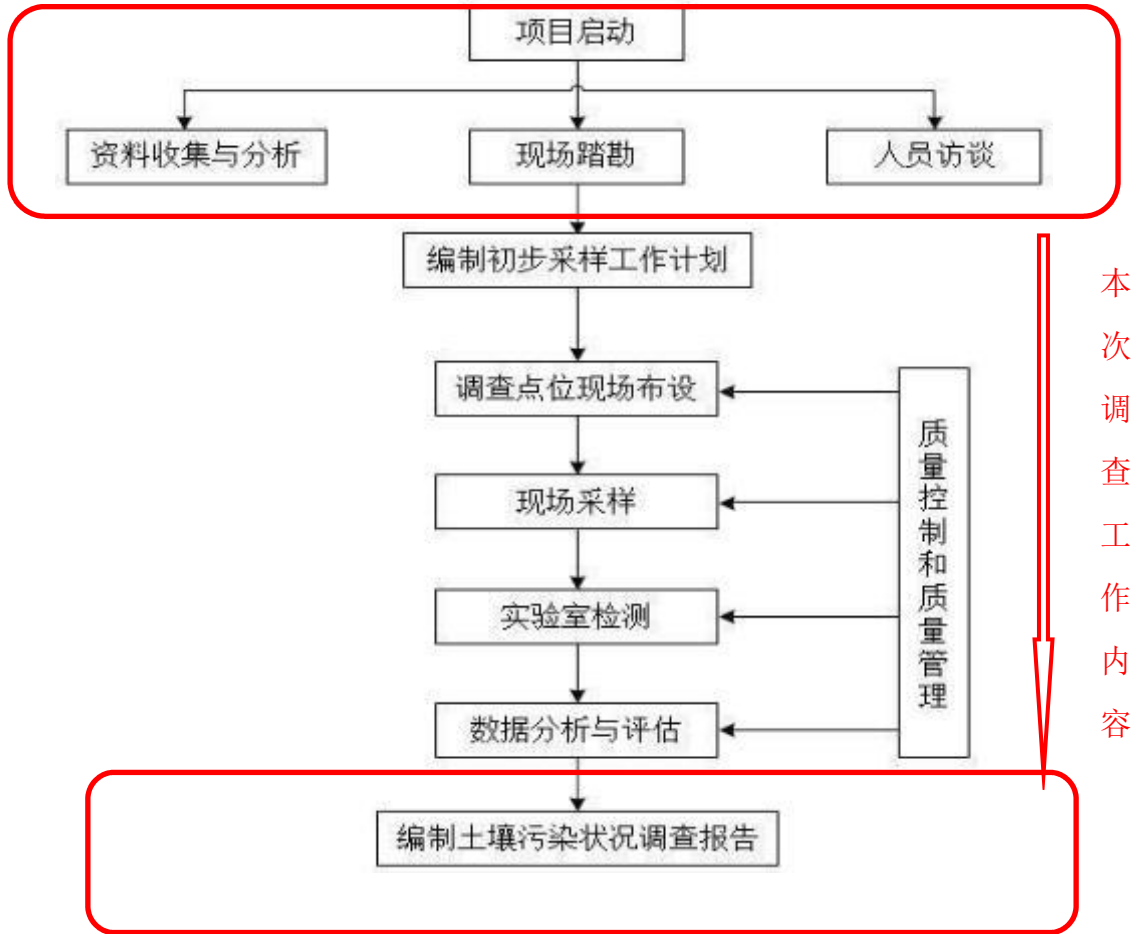 项目启动
资料收集与分析
现场踏勘
人员访谈
编制初步采样工作计划
调查点位现场布设
现场采样
实验室检测
数据分析与评估
质量控制和质量管理
编制土壤污染状况调查报告
本次调查工作内容